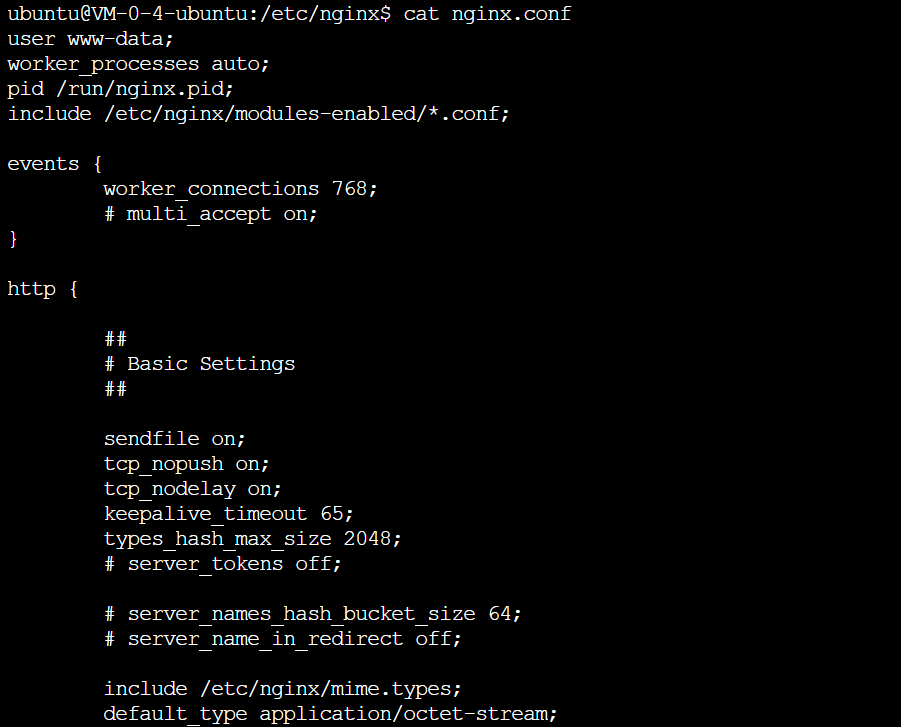 ubuntu@VM-0-4-ubuntu:/etc/nginx$ cat nginx.conf
user www-data;
worker_processes auto;
pid /run/nginx.pid;
include /etc/nginx/modules-enabled/*.conf;
events {
worker_connections 768;
# multi_accept on;
}
http {
##
# Basic Settings
##
sendfile on;
tcp_nopush on;
tcp_nodelay on;
keepalive_timeout 65;
types_hash_max_size 2048;
# server_tokens off;
# server_names_hash_bucket_size 64;
# server_name_in_redirect off;
include /etc/nginx/mime.types;
default_type application/octet-stream;